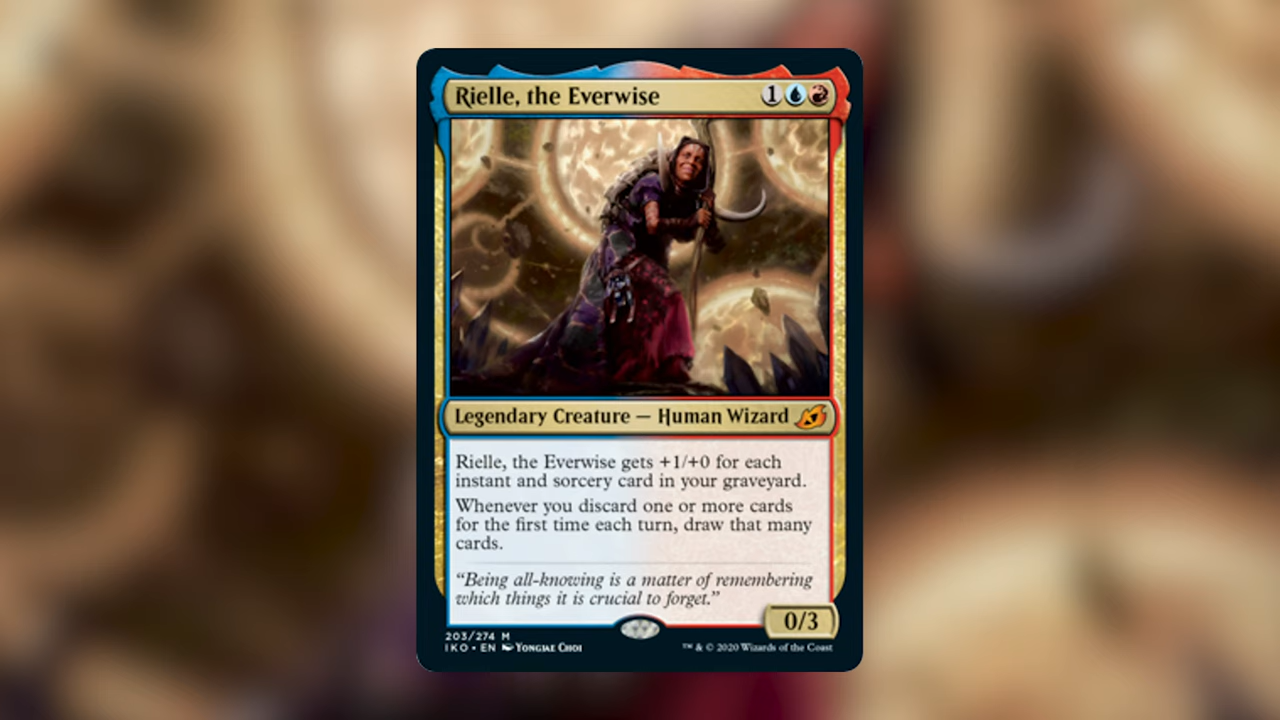 Rielle, the Everwise 1
Legendary Creature — Human Wizard
Rielle, the Everwise gets +1/+0 for each
instant and sorcery card in your graveyard.
Whenever you discard one or more cards
for the first time each turn, draw that many
cards.
“Being all-knowing is a matter of remembering
which things it is crucial to forget.”
0/3
203/274 M
IKO • EN Yongjae Choi
™ & © 2020 Wizards of the Coast